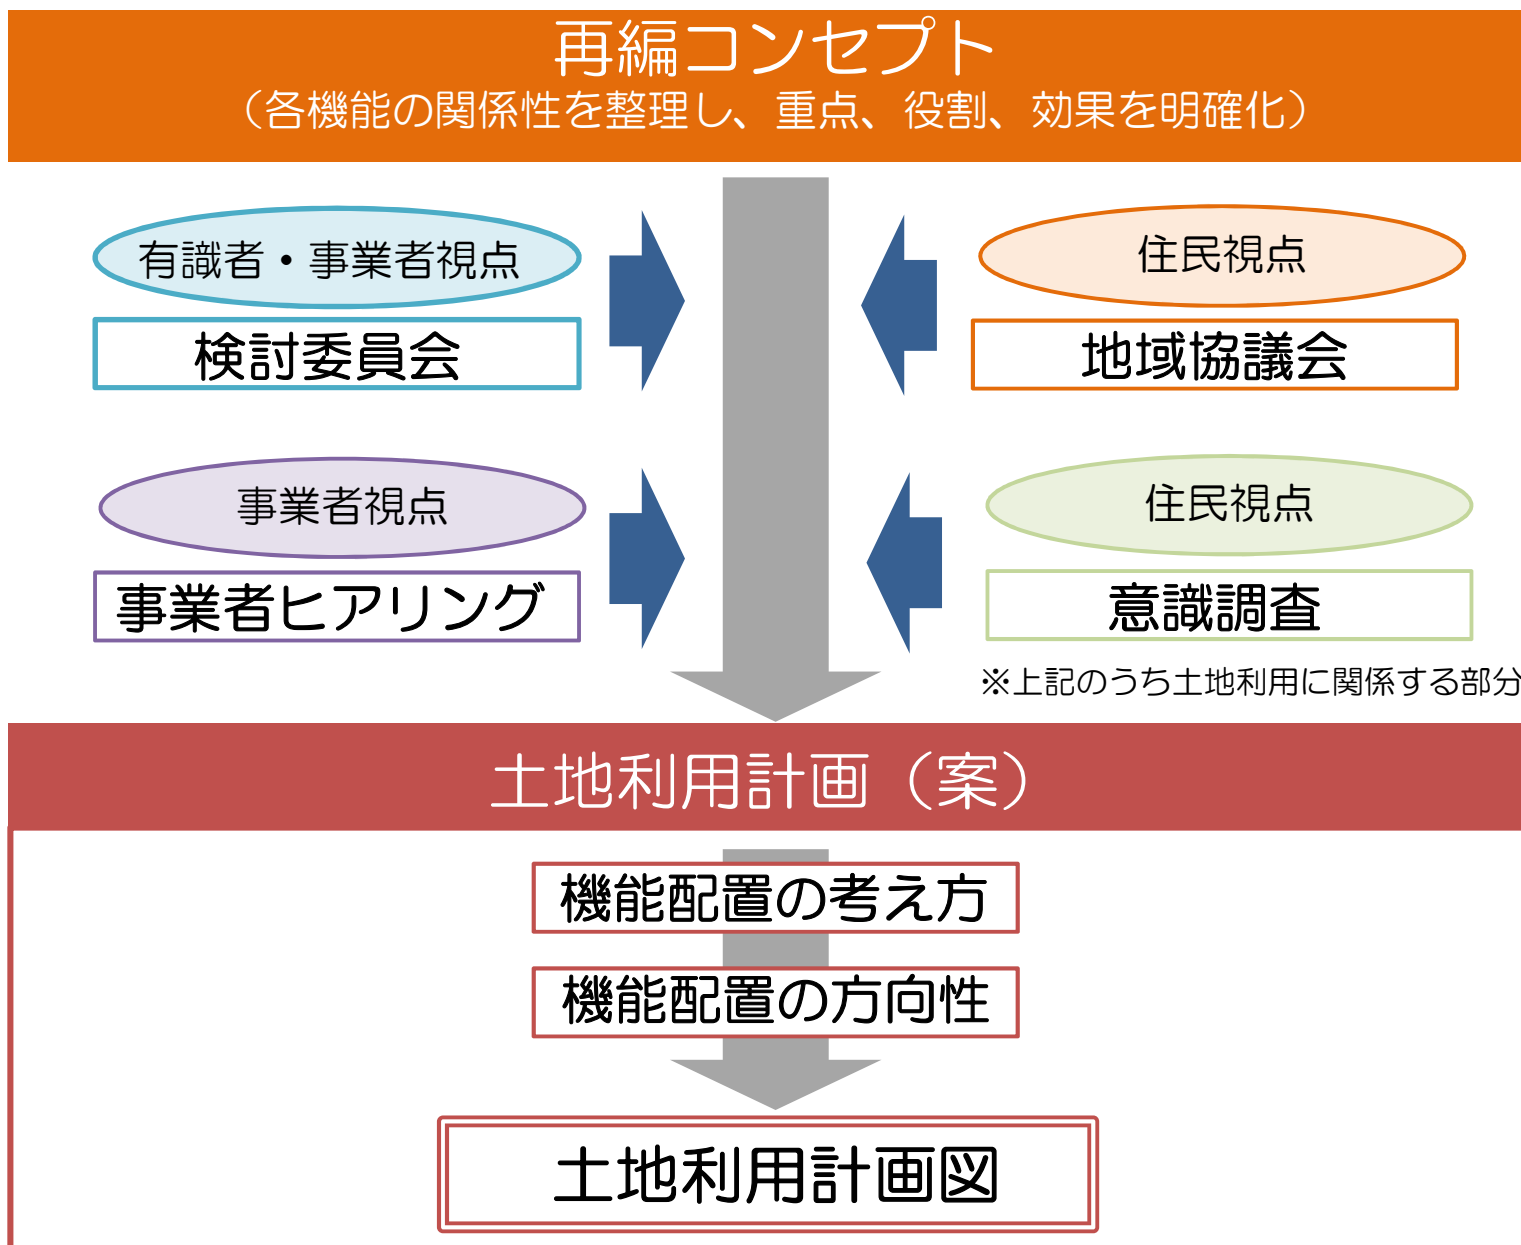 再編コンセプト
（各機能の関係性を整理し、重点、役割、効果を明確化）
有識者・事業者視点
検討委員会
住民視点
地域協議会
事業者視点
事業者ヒアリング
住民視点
意識調査
※上記のうち土地利用に関係する部分
土地利用計画（案）
機能配置の考え方
機能配置の方向性
土地利用計画図